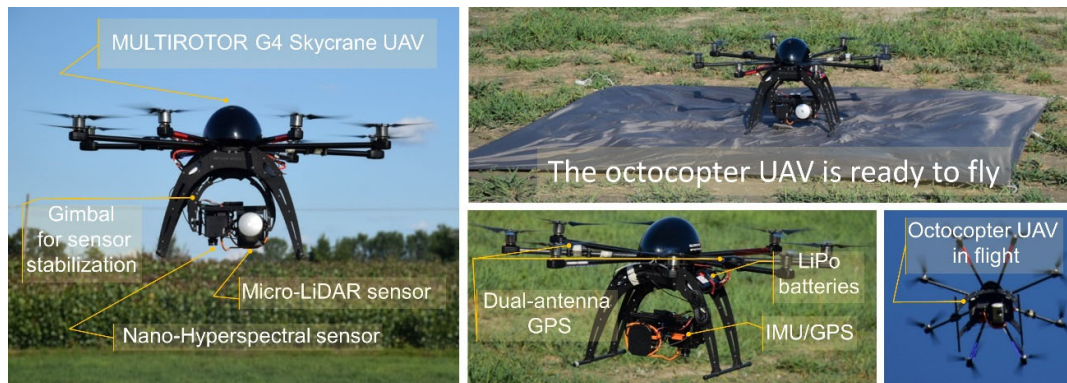 MULTIROTOR G4 Skycrane UAV
Gimbal
for sensor
stabilization
Micro-LiDAR sensor
Nano-Hyperspectral sensor
The octocopter UAV is ready to fly
Dual-antenna
GPS
LiPo
batteries
IMU/GPS
Octocopter UAV
in flight